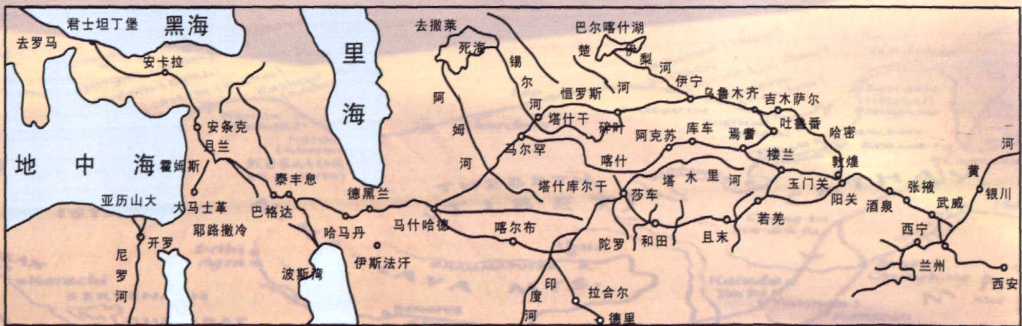 君士坦丁堡
黑海
去罗马
安卡拉
里海
去撒莱
死海
锡尔河
阿姆河
巴尔喀什湖
楚河
伊犁河
伊宁
乌鲁木齐
吉木萨尔
恒罗斯
塔什干
碎叶
吐鲁番
哈密
安条克
且兰
地中海
霍姆斯
马尔罕
喀什
阿克苏
库车
焉耆
楼兰
敦煌
泰丰息
德黑兰
塔什库尔干
莎车
塔木里河
玉门关
阳关
酒泉
张掖
武威
黄河
银川
亚历山大
大马士革
巴格达
马什哈德
耶路撒冷
哈马丹
喀尔布
陀罗
和田
且末
若羌
西宁
兰州
开罗
尼罗河
波斯湾
伊斯法汗
印度河
拉合尔
德里
西安